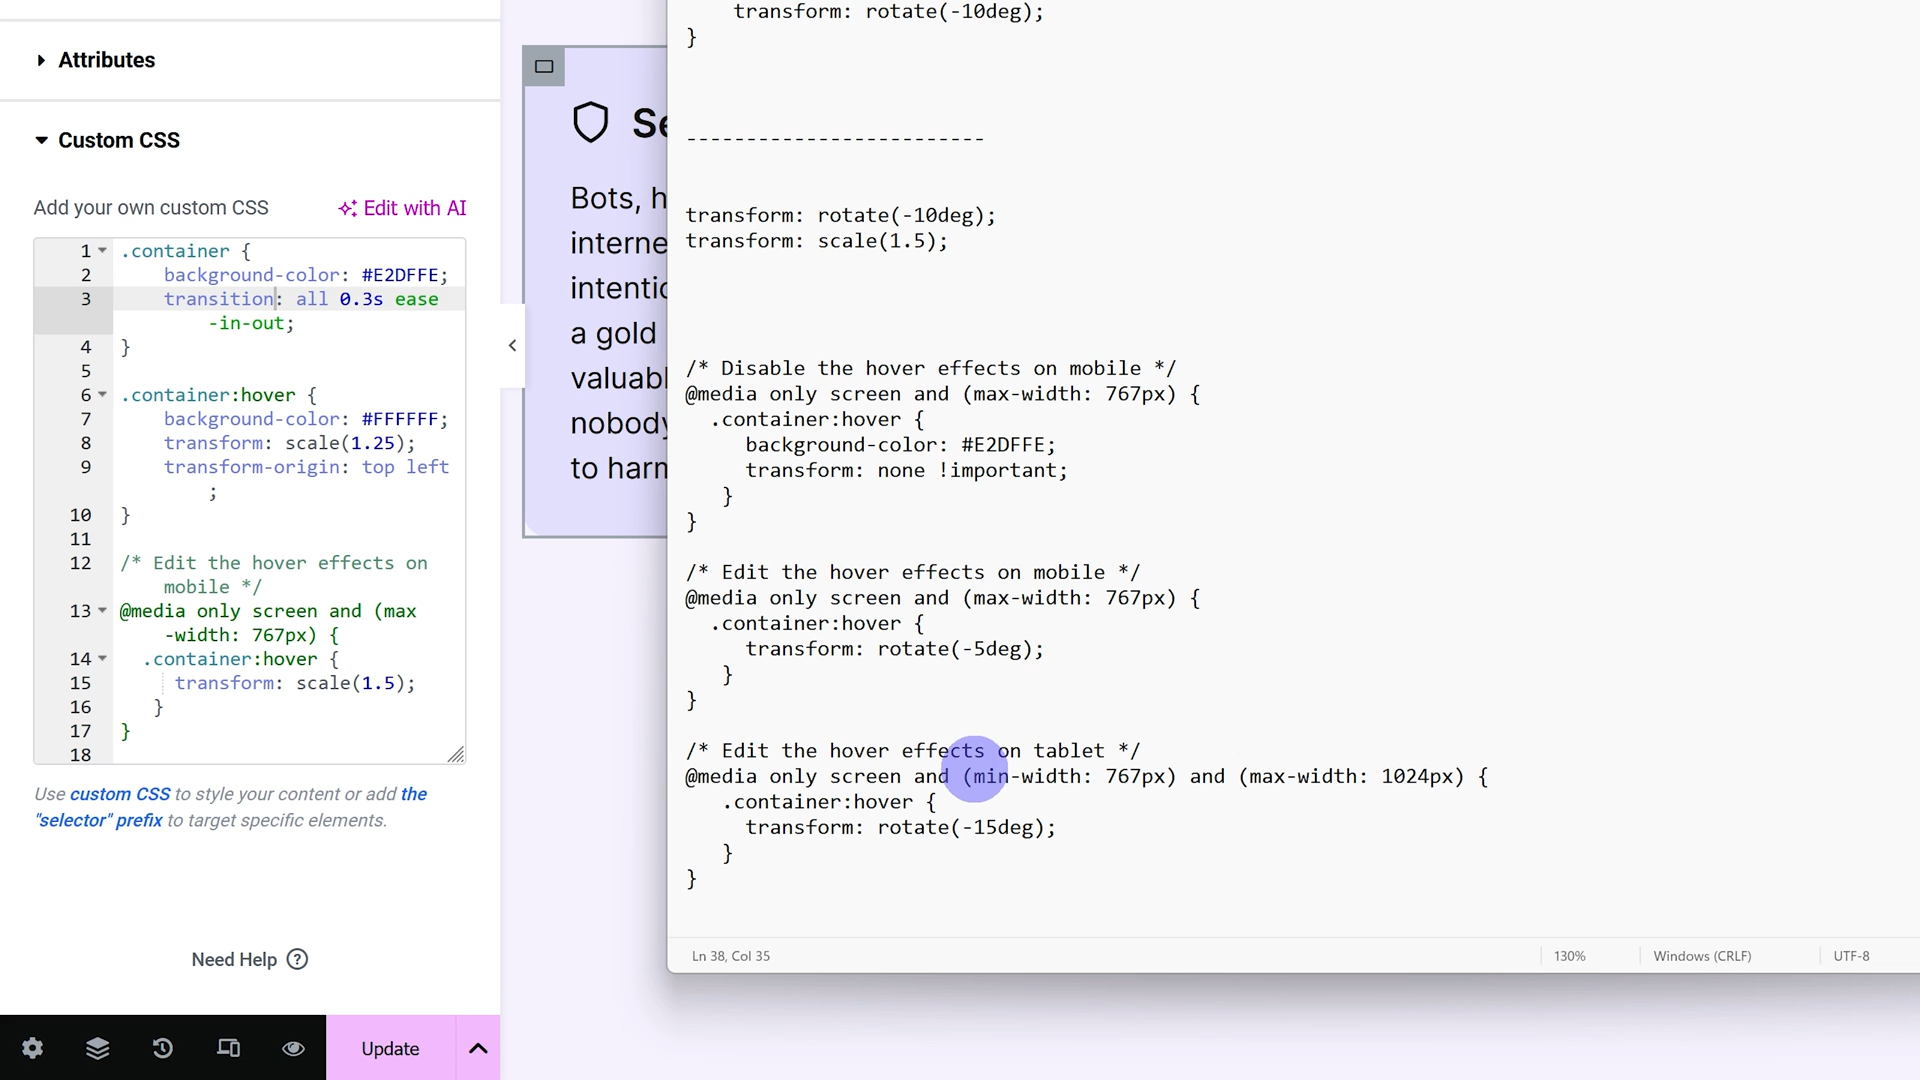 Attributes
Custom CSS
Add your own custom CSS
Edit with AI
1 .container {
2 background-color: #E2DFFE;
3 transition: all 0.3s ease
-in-out;
4 }
5
6 .container:hover {
7 background-color: #FFFFFF;
8 transform: scale(1.25);
9 transform-origin: top left
;
10 }
11
12 /* Edit the hover effects on
mobile */
13 @media only screen and (max
-width: 767px) {
14 .container:hover {
15 transform: scale(1.5);
16 }
17 }
18
Use custom CSS to style your content or add the
"selector" prefix to target specific elements.
Need Help ?
Update
Se
Bots, h
interne
intentio
a gold
valuabl
nobody
to harm
transform: rotate(-10deg);
}
-------------------------
transform: rotate(-10deg);
transform: scale(1.5);
/* Disable the hover effects on mobile */
@media only screen and (max-width: 767px) {
.container:hover {
background-color: #E2DFFE;
transform: none !important;
}
}
/* Edit the hover effects on mobile */
@media only screen and (max-width: 767px) {
.container:hover {
transform: rotate(-5deg);
}
}
/* Edit the hover effects on tablet */
@media only screen and (min-width: 767px) and (max-width: 1024px) {
.container:hover {
transform: rotate(-15deg);
}
}
Ln 38, Col 35
130%
Windows (CRLF)
UTF-8